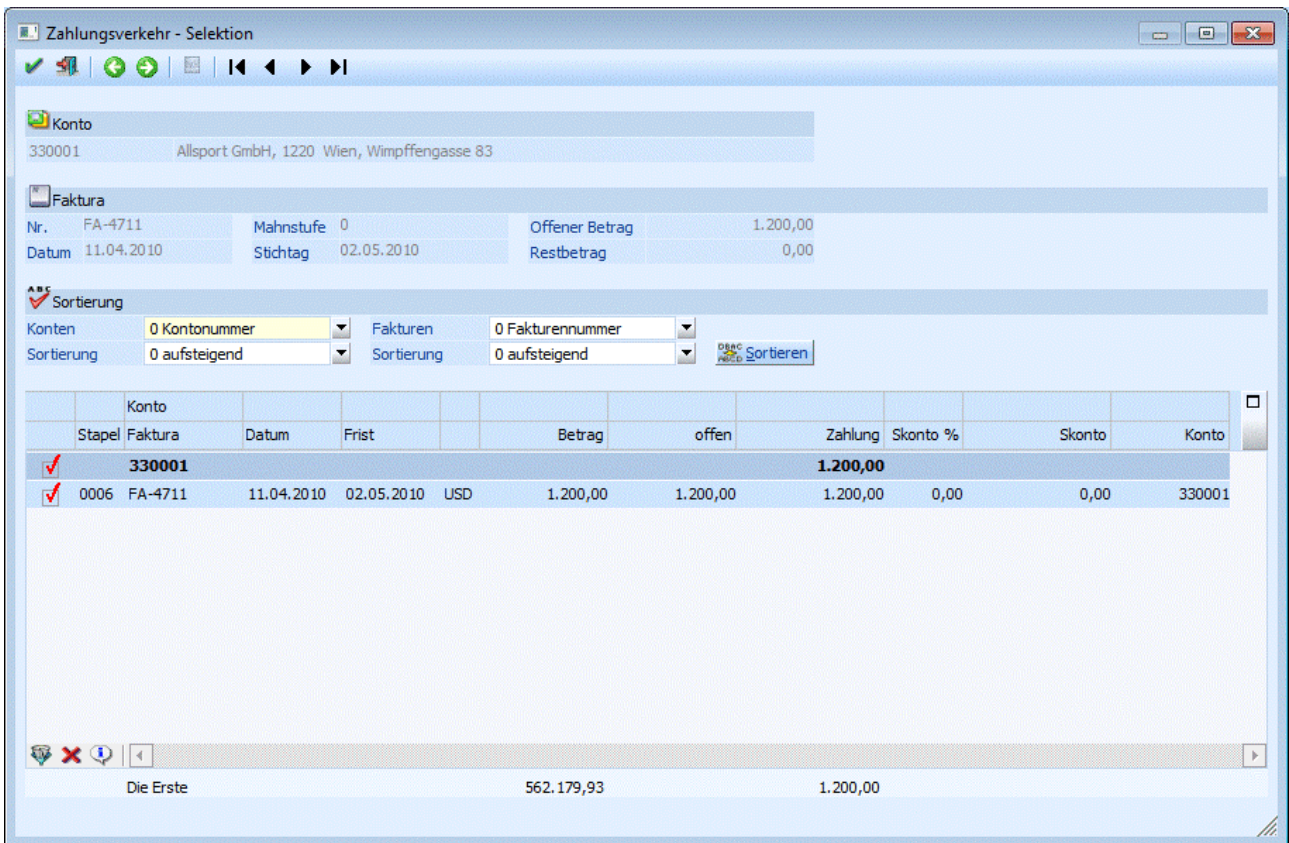 Zahlungsverkehr - Selektion
Konto
330001 Allsport GmbH, 1220 Wien, Wimpffengasse 83
Faktura
Nr. FA-4711 Mahnstufe 0 Offener Betrag 1.200,00
Datum 11.04.2010 Stichtag 02.05.2010 Restbetrag 0,00
ABC
Sortierung
Konten 0 Kontonummer Fakturen 0 Fakturennummer
Sortierung 0 aufsteigend Sortierung 0 aufsteigend Sortieren
Konto
Stapel Faktura Datum Frist Betrag offen Zahlung Skonto % Skonto Konto
330001 1.200,00
0006 FA-4711 11.04.2010 02.05.2010 USD 1.200,00 1.200,00 1.200,00 0,00 0,00 330001
Die Erste 562.179,93 1.200,00